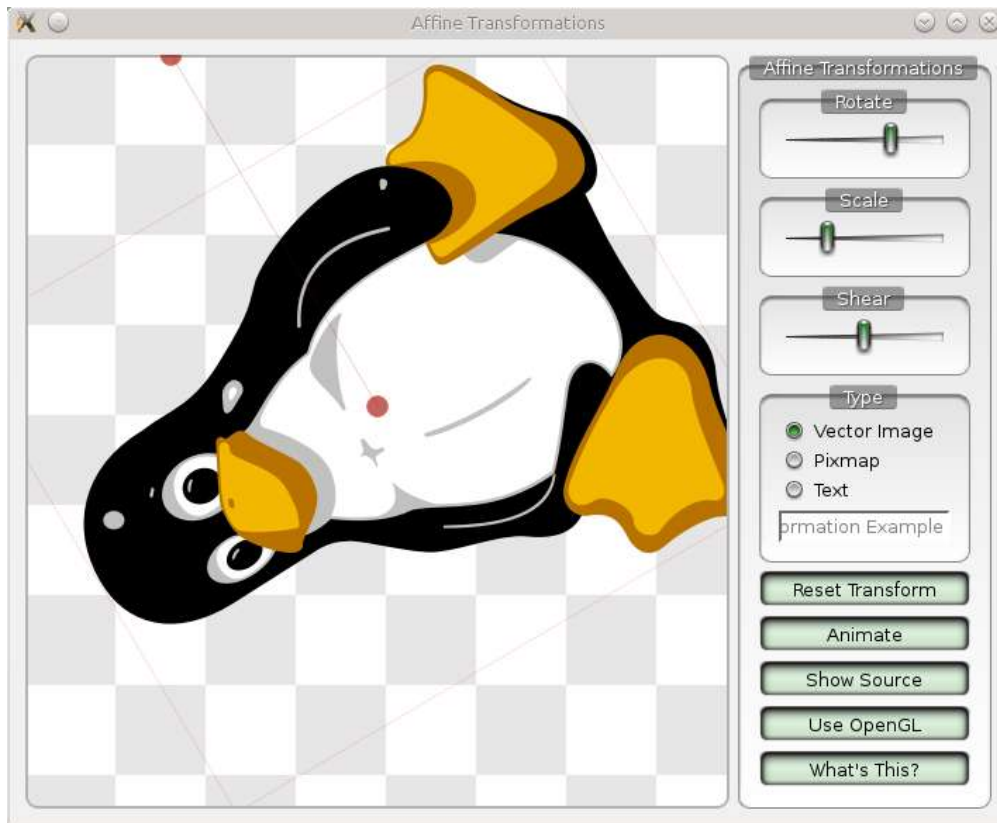 Affine Transformations
Affine Transformations
Rotate
Scale
Shear
Type
Vector Image
Pixmap
Text
ormation Example
Reset Transform
Animate
Show Source
Use OpenGL
What's This?